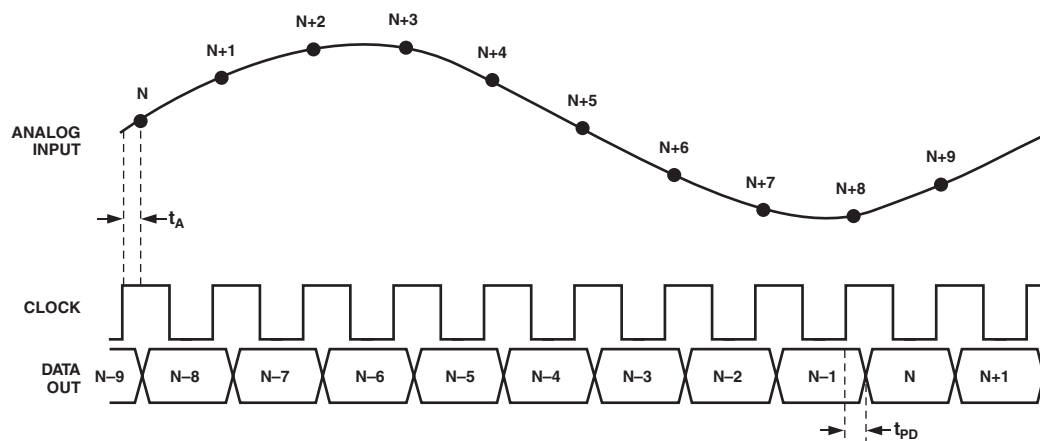 N
N+1
N+2
N+3
N+4
N+5
N+6
N+7
N+8
N+9
ANALOG
INPUT
tA
CLOCK
DATA
OUT
N–9
N–8
N–7
N–6
N–5
N–4
N–3
N–2
N–1
N
N+1
tPD